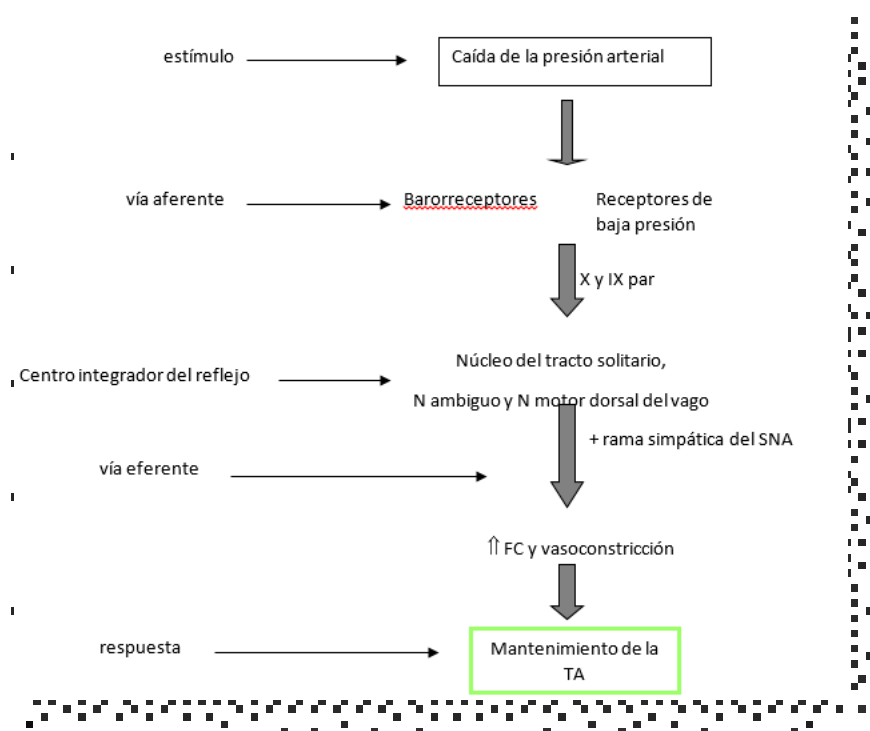 estímulo
Caída de la presión arterial
vía aferente
Barorreceptores
Receptores de
baja presión
X y IX par
Centro integrador del reflejo
Núcleo del tracto solitario,
N ambiguo y N motor dorsal del vago
+ rama simpática del SNA
vía eferente
⇑ FC y vasoconstricción
respuesta
Mantenimiento de la
TA